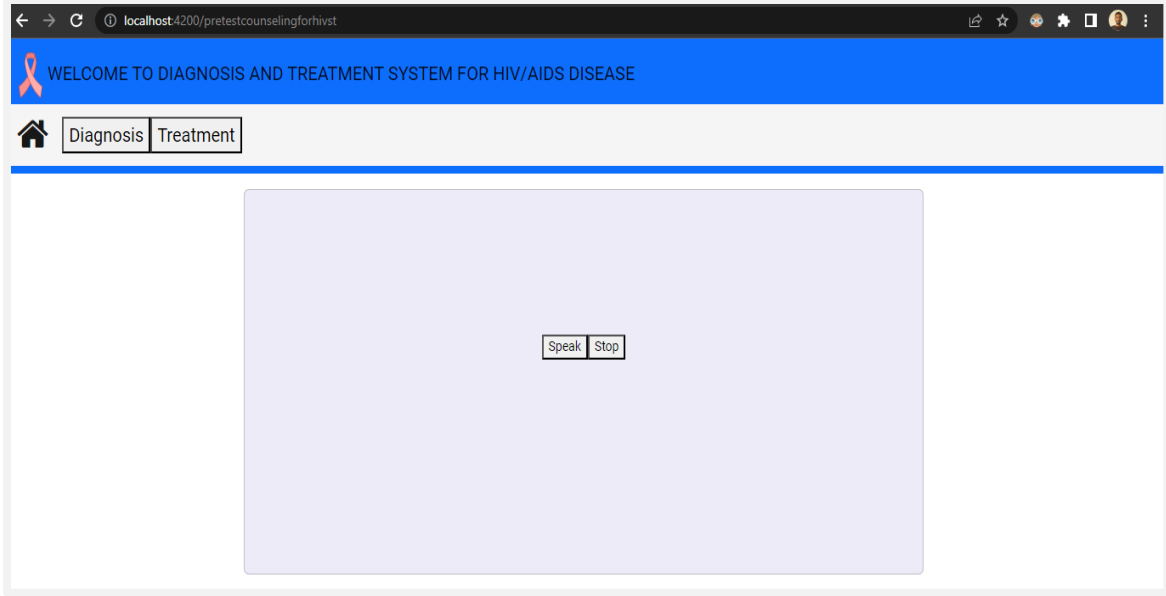 localhost:4200/pretestcounselingforhivst
WELCOME TO DIAGNOSIS AND TREATMENT SYSTEM FOR HIV/AIDS DISEASE
Diagnosis Treatment
Speak Stop